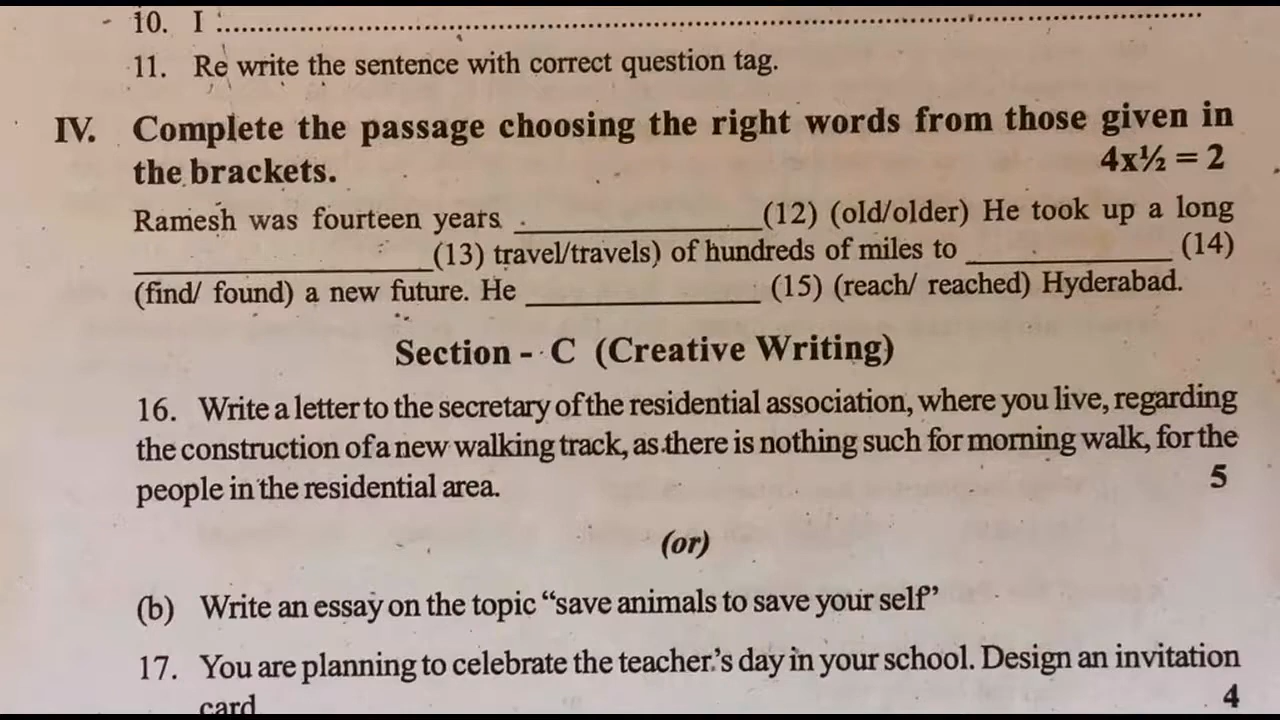 10. I :..............................................................................
11. Re write the sentence with correct question tag.
IV. Complete the passage choosing the right words from those given in
the brackets. 4x½ = 2
Ramesh was fourteen years ____________(12) (old/older) He took up a long
____________(13) travel/travels) of hundreds of miles to ____________ (14)
(find/ found) a new future. He ____________ (15) (reach/ reached) Hyderabad.
Section - C (Creative Writing)
16. Write a letter to the secretary of the residential association, where you live, regarding
the construction of a new walking track, as there is nothing such for morning walk, for the
people in the residential area. 5
(or)
(b) Write an essay on the topic “save animals to save your self”
17. You are planning to celebrate the teacher's day in your school. Design an invitation
card 4